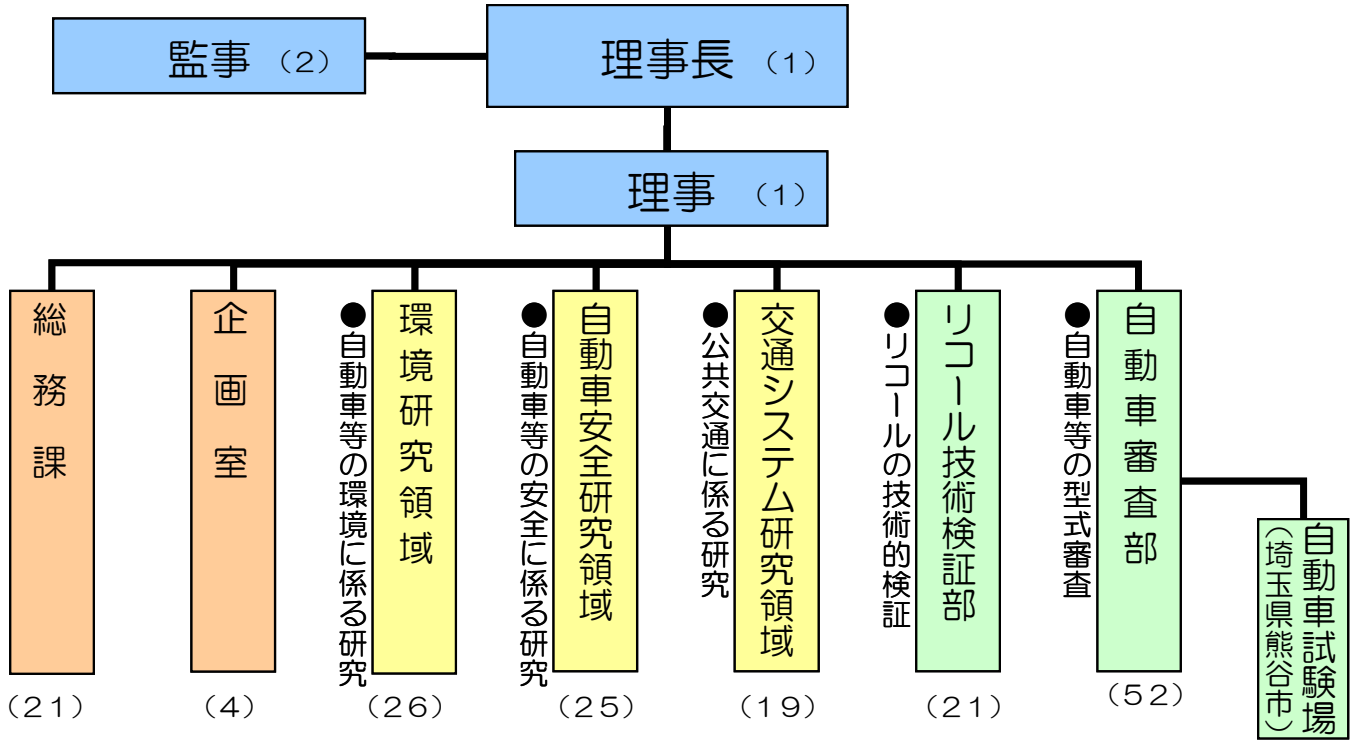 監事（2）
理事長（1）
理事（1）
総務課
（21）
企画室
（4）
●自動車等の環境に係る研究
環境研究領域
（26）
●自動車等の安全に係る研究
自動車安全研究領域
（25）
●公共交通に係る研究
交通システム研究領域
（19）
●リコールの技術的検証
リコール技術検証部
（21）
●自動車等の型式審査
自動車審査部
（52）
自動車試験場
（埼玉県熊谷市）